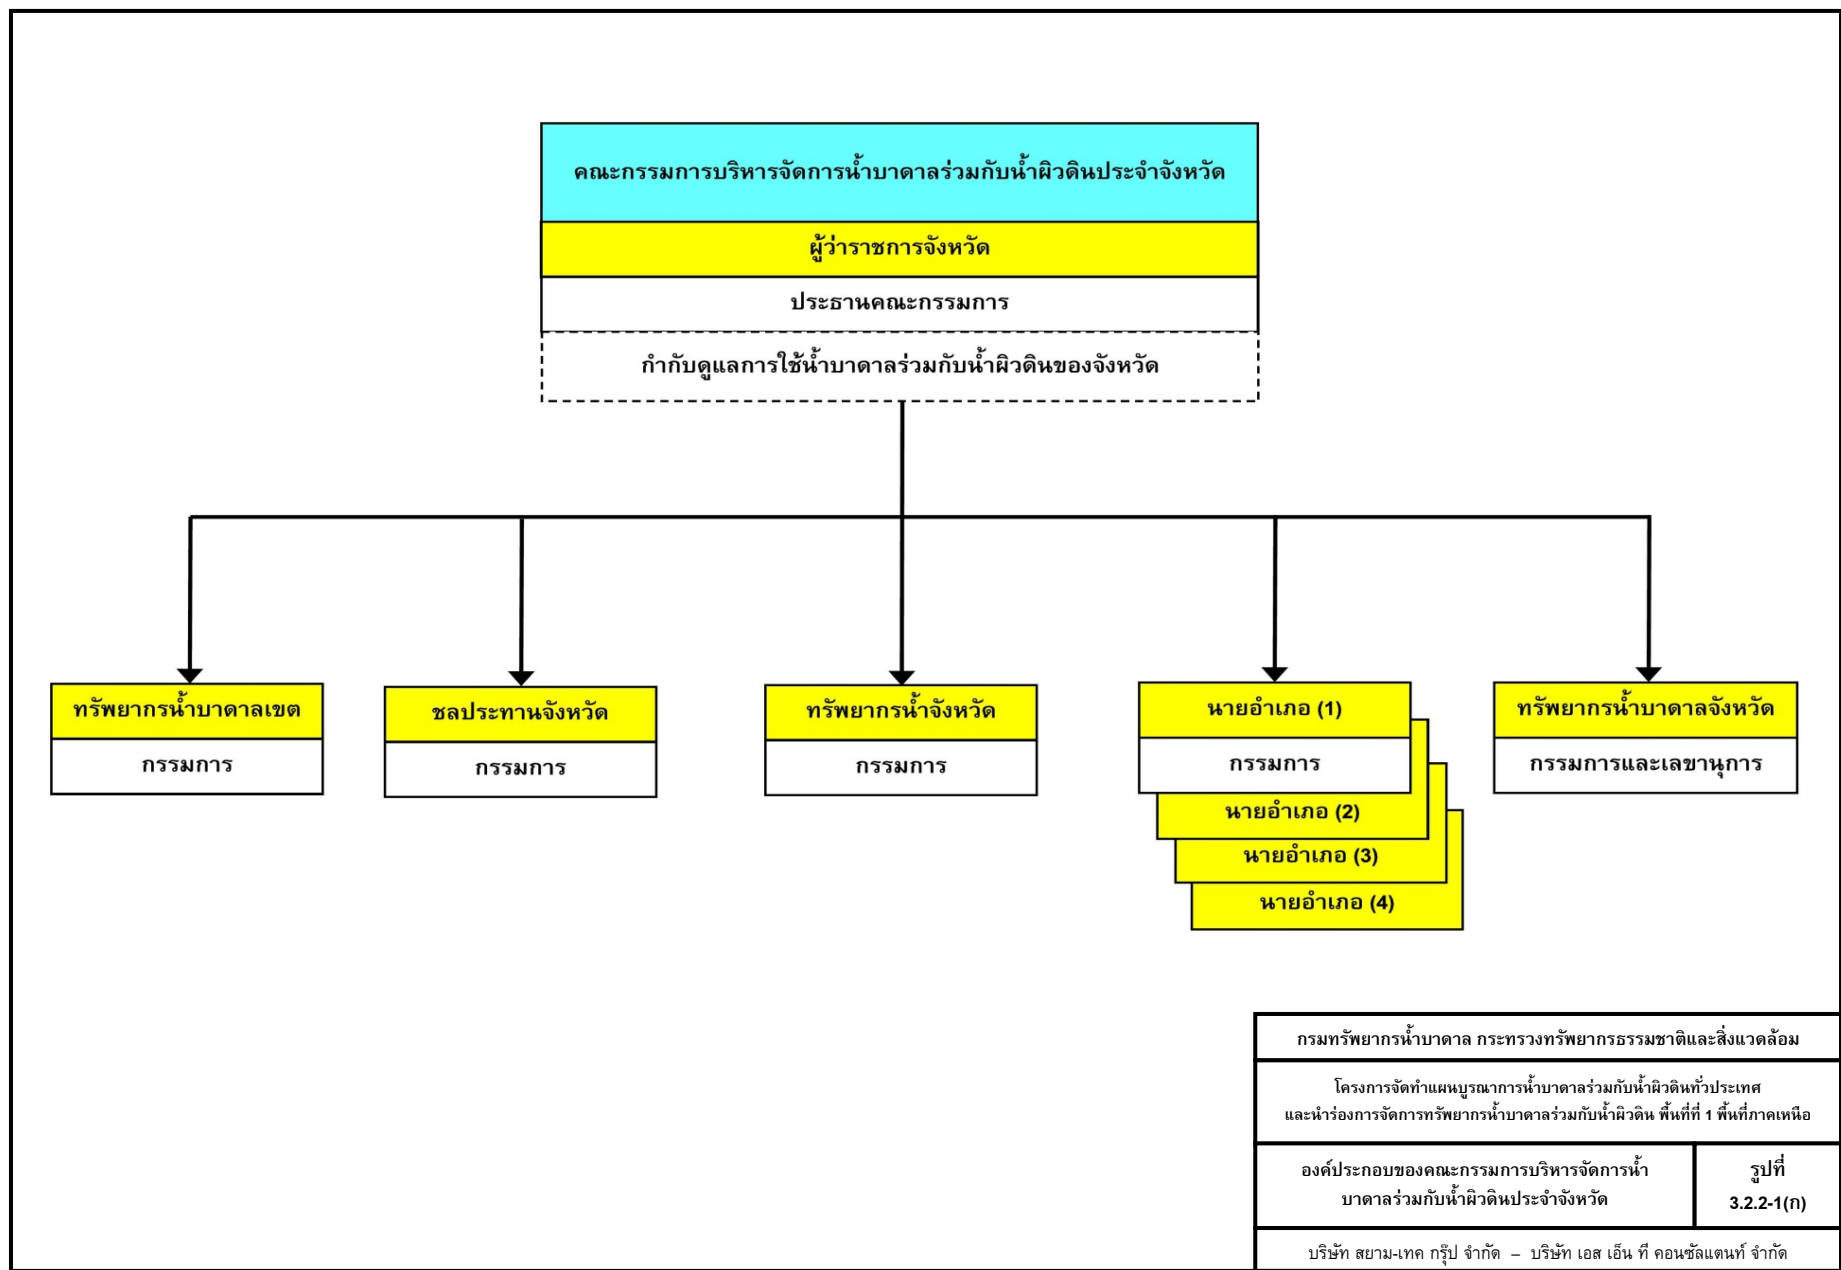 คณะกรรมการบริหารจัดการน้ำบาดาลร่วมกับน้ำผิวดินประจำจังหวัด
ผู้ว่าราชการจังหวัด
ประธานคณะกรรมการ
กำกับดูแลการใช้น้ำบาดาลร่วมกับน้ำผิวดินของจังหวัด
ทรัพยากรน้ำบาดาลเขต
กรรมการ
ชลประทานจังหวัด
กรรมการ
ทรัพยากรน้ำจังหวัด
กรรมการ
นายอำเภอ (1)
กรรมการ
นายอำเภอ (2)
นายอำเภอ (3)
นายอำเภอ (4)
ทรัพยากรน้ำบาดาลจังหวัด
กรรมการและเลขานุการ
กรมทรัพยากรน้ำบาดาล กระทรวงทรัพยากรธรรมชาติและสิ่งแวดล้อม
โครงการจัดทำแผนบูรณาการน้ำบาดาลร่วมกับน้ำผิวดินทั่วประเทศ
และนำร่องการจัดการทรัพยากรน้ำบาดาลร่วมกับน้ำผิวดิน พื้นที่ที่ 1 พื้นที่ภาคเหนือ
องค์ประกอบของคณะกรรมการบริหารจัดการน้ำ
บาดาลร่วมกับน้ำผิวดินประจำจังหวัด
รูปที่
3.2.2-1(ก)
บริษัท สยาม-เทค กรุ๊ป จำกัด – บริษัท เอส เอ็น ที คอนซัลแตนท์ จำกัด